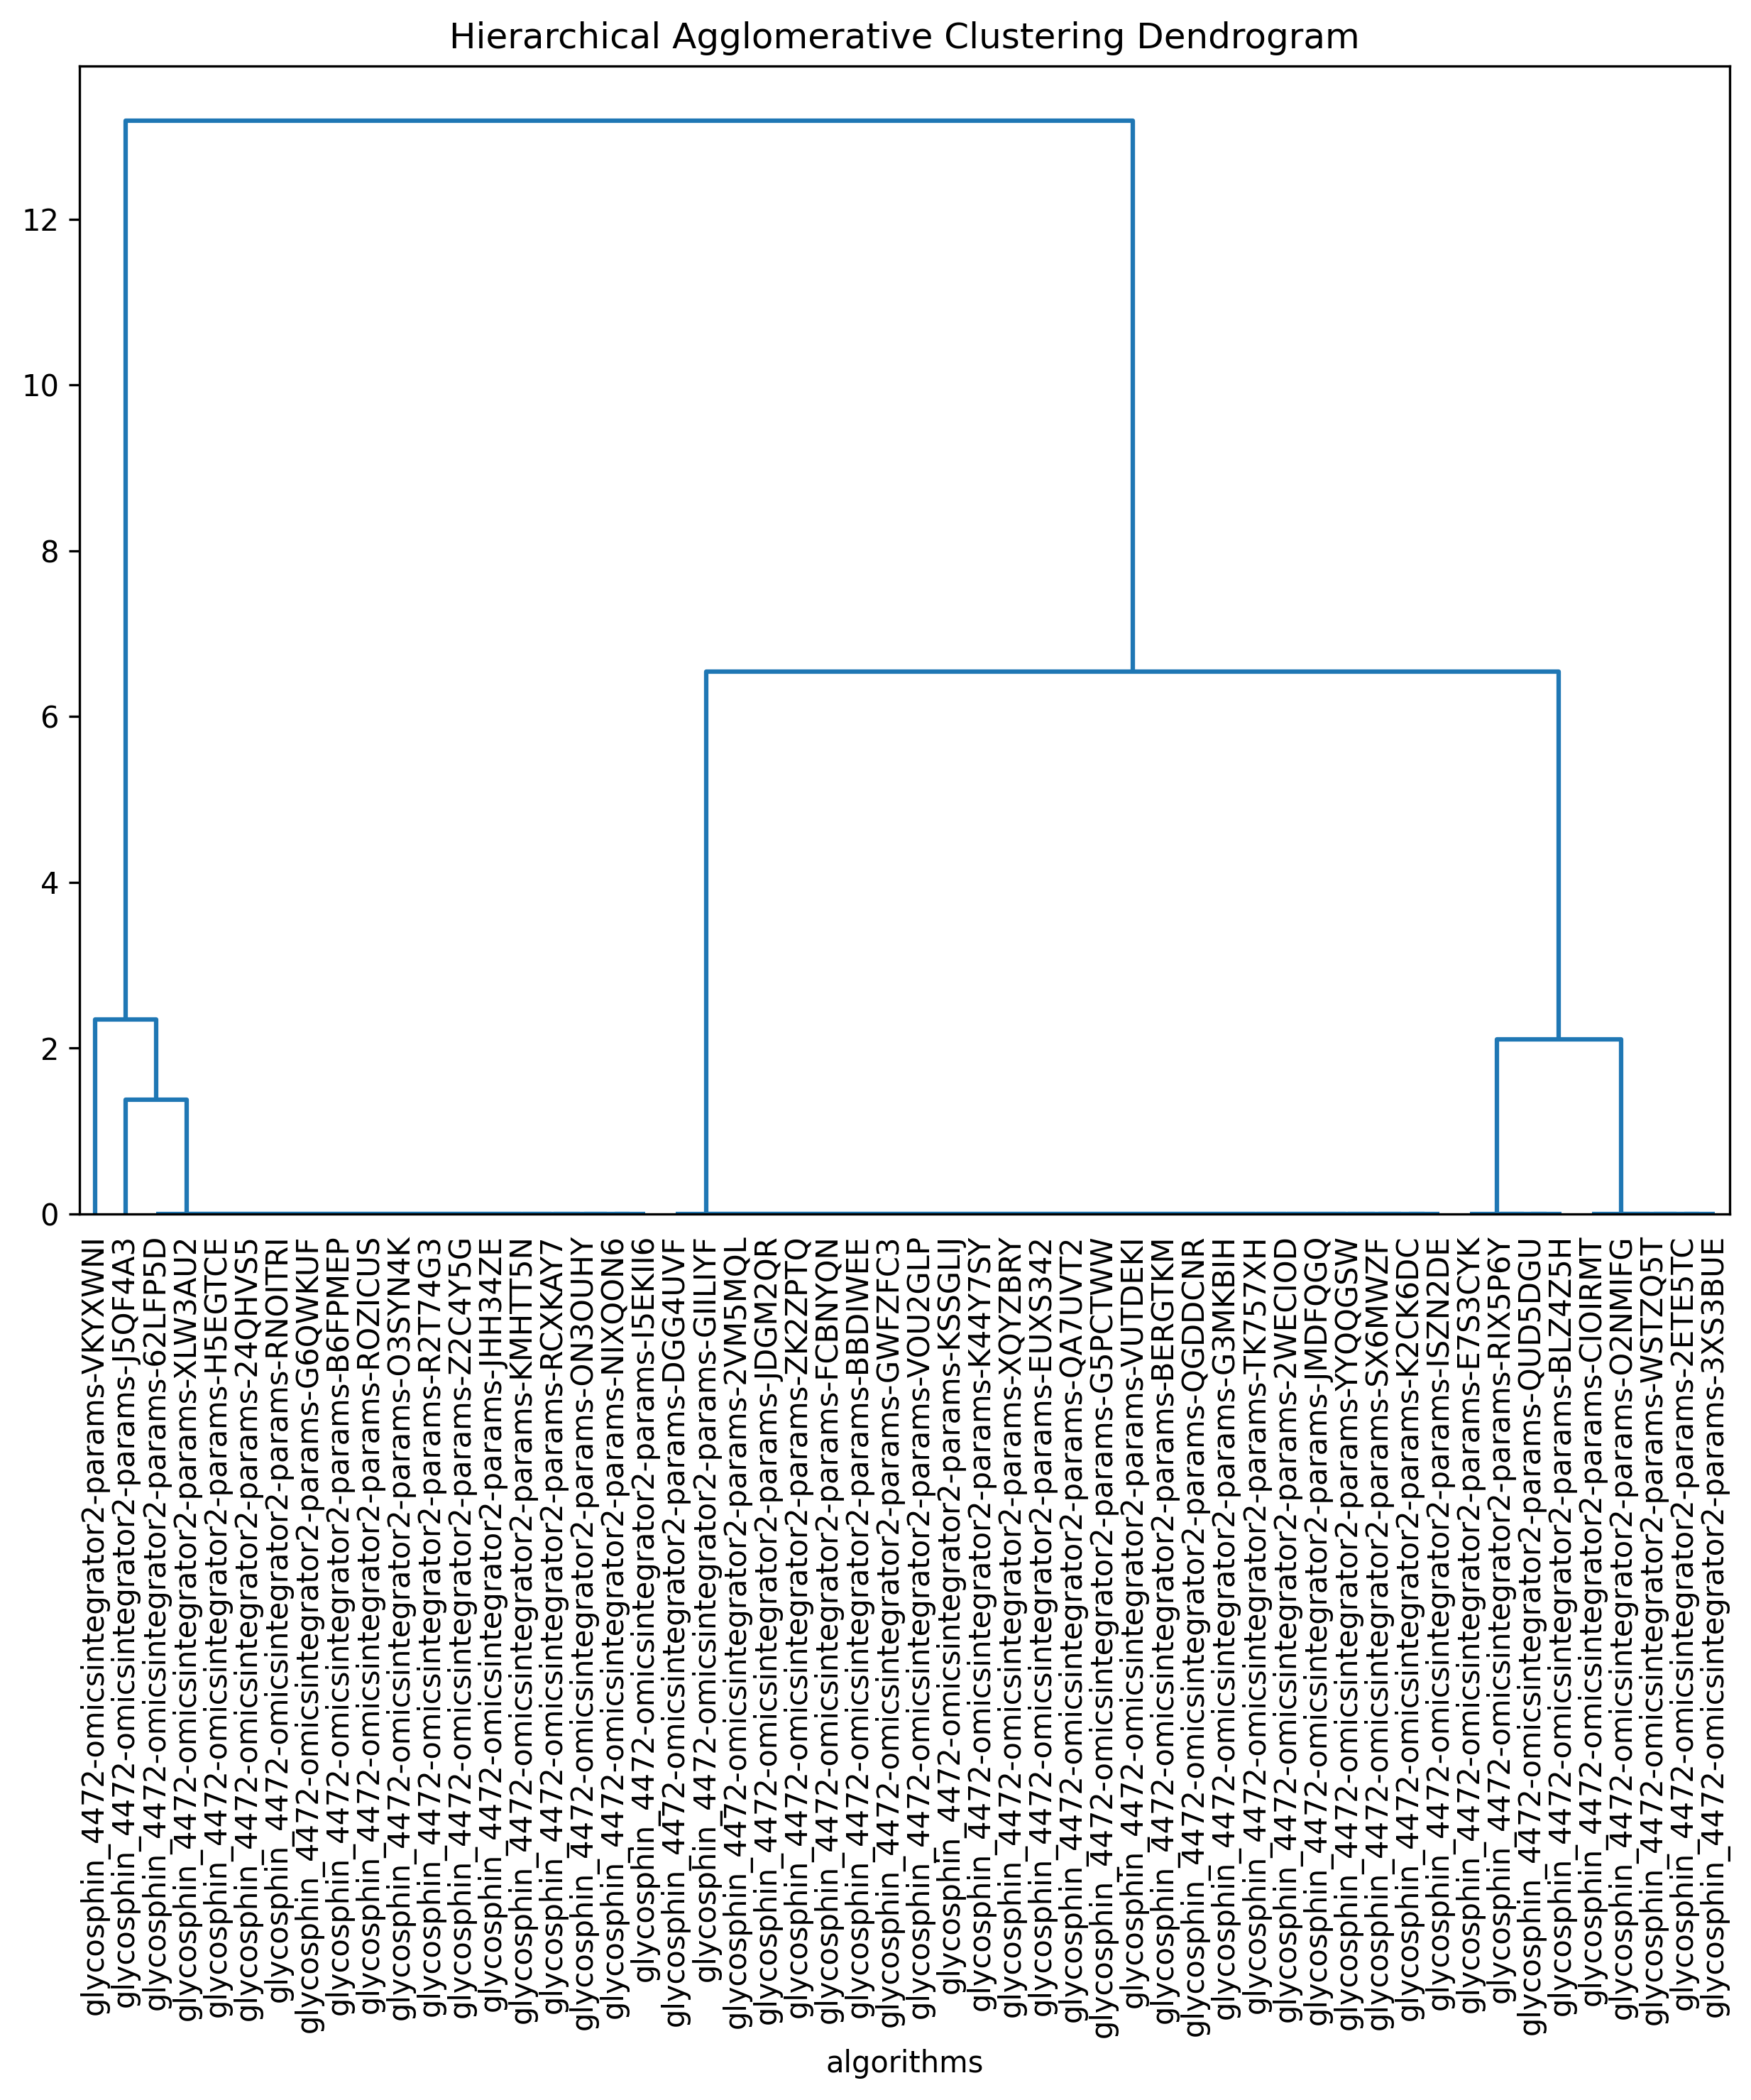 Hierarchical Agglomerative Clustering Dendrogram
12
10
8
6
4
2
0
glycosphin_4472-omicsintegrator2-params-VKYXWNI
glycosphin_4472-omicsintegrator2-params-J5QF4A3
glycosphin_4472-omicsintegrator2-params-62LFP5D
glycosphin_4472-omicsintegrator2-params-XLW3AU2
glycosphin_4472-omicsintegrator2-params-H5EGTCE
glycosphin_4472-omicsintegrator2-params-24QHVS5
glycosphin_4472-omicsintegrator2-params-RNOITRI
glycosphin_4472-omicsintegrator2-params-G6QWKUF
glycosphin_4472-omicsintegrator2-params-B6FPMEP
glycosphin_4472-omicsintegrator2-params-ROZICUS
glycosphin_4472-omicsintegrator2-params-O3SYN4K
glycosphin_4472-omicsintegrator2-params-R2T74G3
glycosphin_4472-omicsintegrator2-params-Z2C4Y5G
glycosphin_4472-omicsintegrator2-params-JHH34ZE
glycosphin_4472-omicsintegrator2-params-KMHTT5N
glycosphin_4472-omicsintegrator2-params-RCXKAY7
glycosphin_4472-omicsintegrator2-params-ON3OUHY
glycosphin_4472-omicsintegrator2-params-NIXQON6
glycosphin_4472-omicsintegrator2-params-I5EKII6
glycosphin_4472-omicsintegrator2-params-DGG4UVF
glycosphin_4472-omicsintegrator2-params-GIILIYF
glycosphin_4472-omicsintegrator2-params-2VM5MQL
glycosphin_4472-omicsintegrator2-params-JDGM2QR
glycosphin_4472-omicsintegrator2-params-ZK2ZPTQ
glycosphin_4472-omicsintegrator2-params-FCBNYQN
glycosphin_4472-omicsintegrator2-params-BBDIWEE
glycosphin_4472-omicsintegrator2-params-GWFZFC3
glycosphin_4472-omicsintegrator2-params-VOU2GLP
glycosphin_4472-omicsintegrator2-params-KSSGLIJ
glycosphin_4472-omicsintegrator2-params-K44Y7SY
glycosphin_4472-omicsintegrator2-params-XQYZBRY
glycosphin_4472-omicsintegrator2-params-EUXS342
glycosphin_4472-omicsintegrator2-params-QA7UVT2
glycosphin_4472-omicsintegrator2-params-G5PCTWW
glycosphin_4472-omicsintegrator2-params-VUTDEKI
glycosphin_4472-omicsintegrator2-params-BERGTKM
glycosphin_4472-omicsintegrator2-params-QGDDCNR
glycosphin_4472-omicsintegrator2-params-G3MKBIH
glycosphin_4472-omicsintegrator2-params-TK757XH
glycosphin_4472-omicsintegrator2-params-2WECIOD
glycosphin_4472-omicsintegrator2-params-JMDFQGQ
glycosphin_4472-omicsintegrator2-params-YYQQGSW
glycosphin_4472-omicsintegrator2-params-SX6MWZF
glycosphin_4472-omicsintegrator2-params-K2CK6DC
glycosphin_4472-omicsintegrator2-params-ISZN2DE
glycosphin_4472-omicsintegrator2-params-E7S3CYK
glycosphin_4472-omicsintegrator2-params-RIX5P6Y
glycosphin_4472-omicsintegrator2-params-QUD5DGU
glycosphin_4472-omicsintegrator2-params-BLZ4Z5H
glycosphin_4472-omicsintegrator2-params-CIOIRMT
glycosphin_4472-omicsintegrator2-params-O2NMIFG
glycosphin_4472-omicsintegrator2-params-WSTZQ5T
glycosphin_4472-omicsintegrator2-params-2ETE5TC
glycosphin_4472-omicsintegrator2-params-3XS3BUE
algorithms